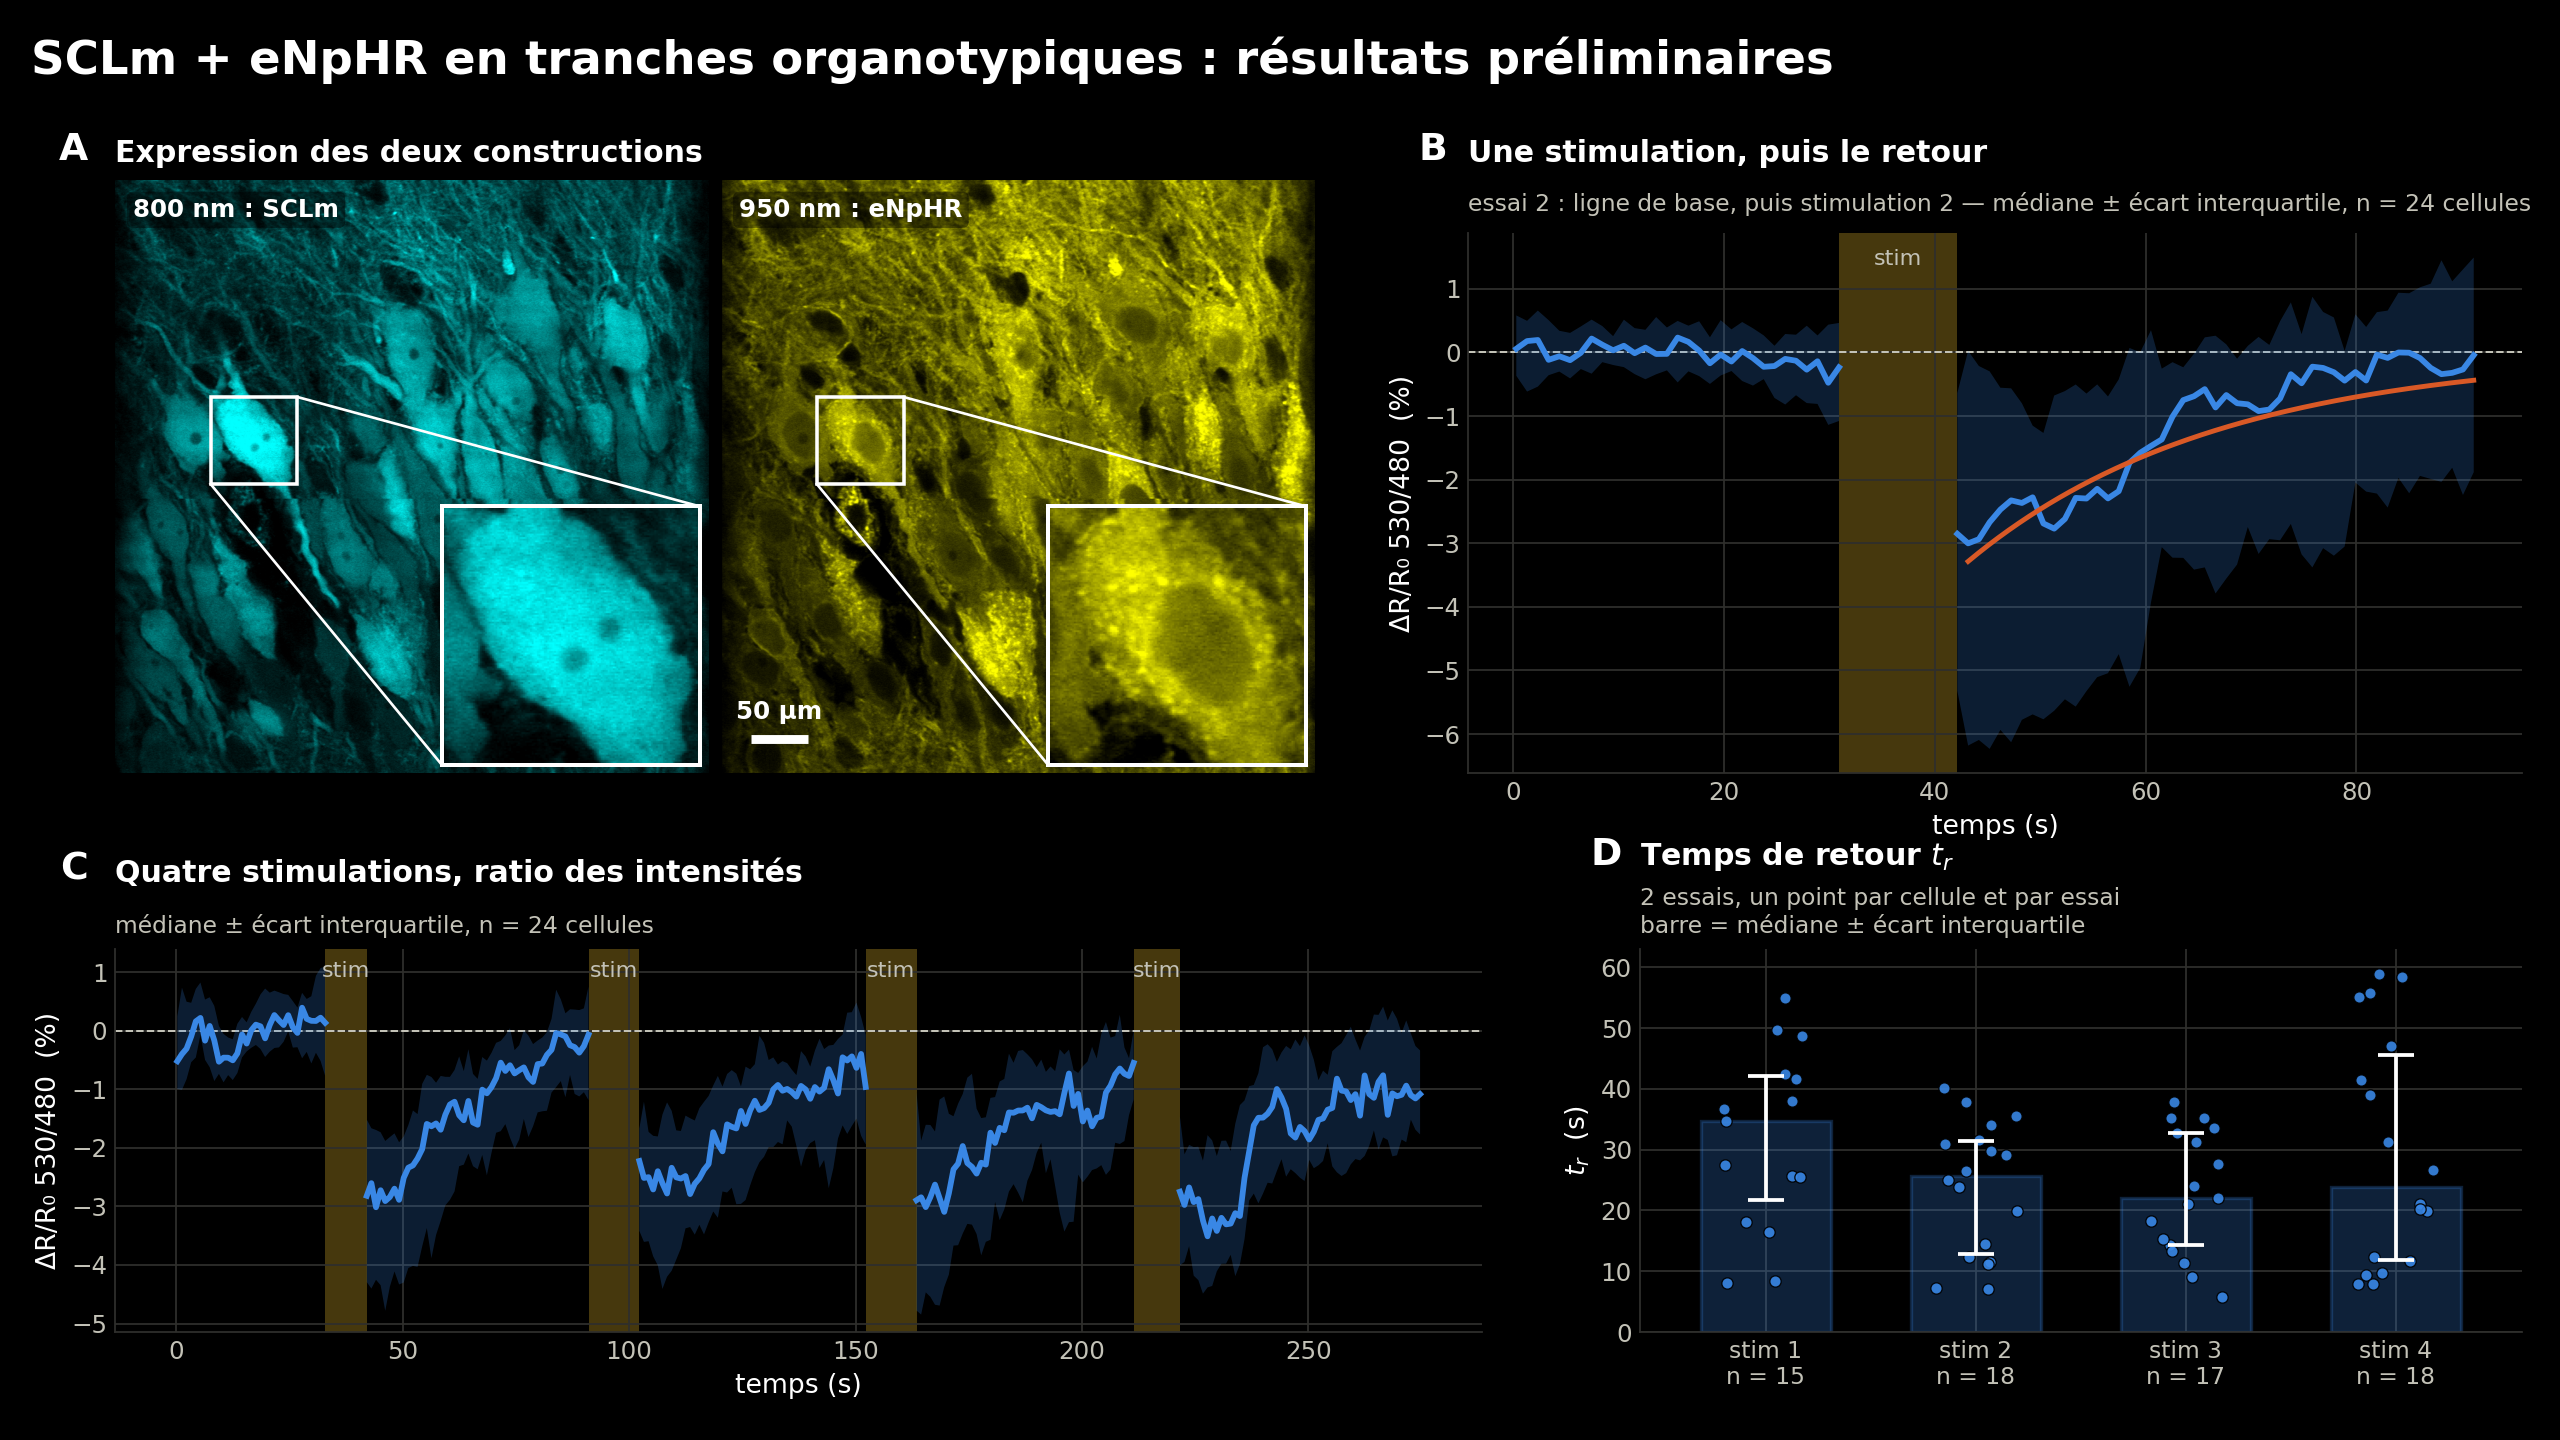 SCLm + eNpHR en tranches organotypiques : résultats préliminaires
A Expression des deux constructions
800 nm : SCLm
950 nm : eNpHR
50 µm
B Une stimulation, puis le retour
essai 2 : ligne de base, puis stimulation 2 — médiane ± écart interquartile, n = 24 cellules
stim
1
0
−1
−2
−3
−4
−5
−6
ΔR/R₀ 530/480 (%)
0 20 40 60 80
temps (s)
C Quatre stimulations, ratio des intensités
médiane ± écart interquartile, n = 24 cellules
stim stim stim stim
1
0
−1
−2
−3
−4
−5
ΔR/R₀ 530/480 (%)
0 50 100 150 200 250
temps (s)
D Temps de retour tr
2 essais, un point par cellule et par essai
barre = médiane ± écart interquartile
60
50
40
30
20
10
0
tr (s)
stim 1 stim 2 stim 3 stim 4
n = 15 n = 18 n = 17 n = 18